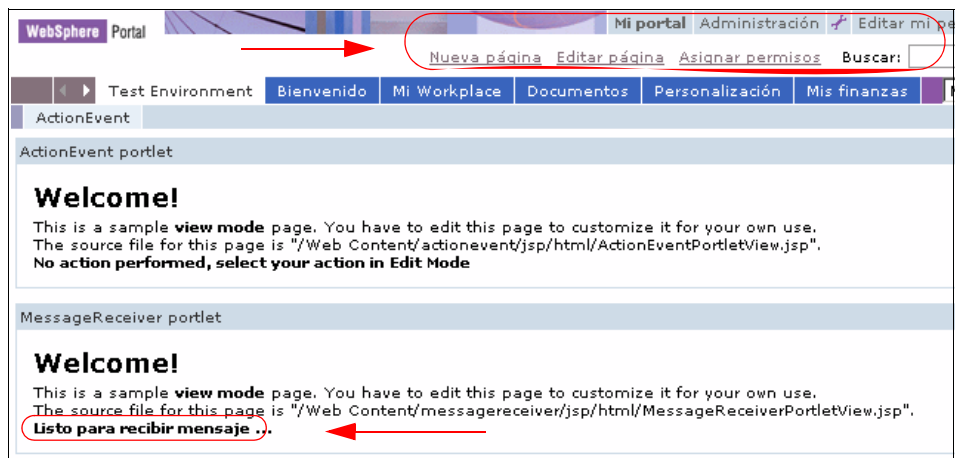 WebSphere Portal
Mi portal Administración Editar mi pe
Nueva página Editar página Asignar permisos Buscar:
Test Environment Bienvenido Mi Workplace Documentos Personalización Mis finanzas
ActionEvent
ActionEvent portlet
Welcome!
This is a sample view mode page. You have to edit this page to customize it for your own use.
The source file for this page is "/Web Content/actionevent/jsp/html/ActionEventPortletView.jsp".
No action performed, select your action in Edit Mode
MessageReceiver portlet
Welcome!
This is a sample view mode page. You have to edit this page to customize it for your own use.
The source file for this page is "/Web Content/messagereceiver/jsp/html/MessageReceiverPortletView.jsp".
Listo para recibir mensaje ...